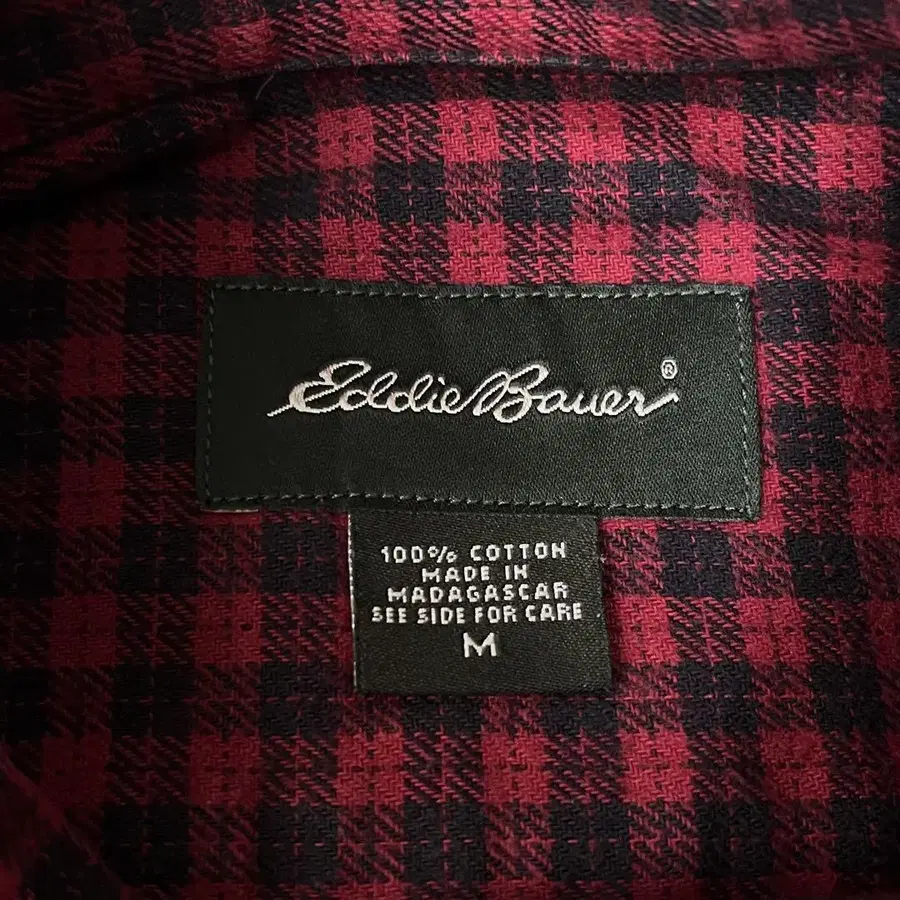 Eddie Bauer®
100% COTTON
MADE IN
MADAGASCAR
SEE SIDE FOR CARE
M